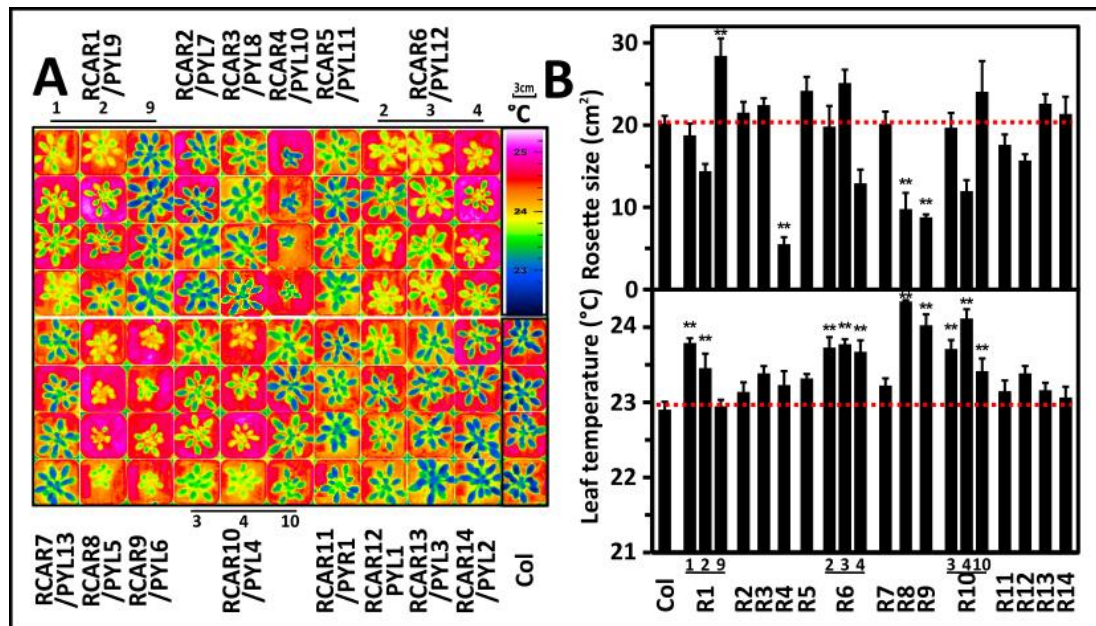 A
RCAR1
/PYL9
RCAR2
/PYL7
RCAR3
/PYL8
RCAR4
/PYL10
RCAR5
/PYL11
RCAR6
/PYL12
1 2 9
2 3 4
3cm
°C
25
24
23
3 4 10
RCAR7
/PYL13
RCAR8
/PYL5
RCAR9
/PYL6
RCAR10
/PYL4
RCAR11
/PYR1
RCAR12
PYL1
RCAR13
/PYL3
RCAR14
/PYL2
Col
B
Rosette size (cm²)
30
20
10
0
**
**
**
**
Leaf temperature (°C)
24
23
22
21
**
**
**
**
**
**
**
**
**
**
1 2 9
2 3 4
3 4 10
Col
R1
R2
R3
R4
R5
R6
R7
R8
R9
R10
R11
R12
R13
R14